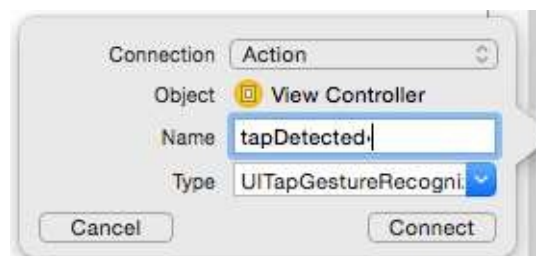 Connection Action
Object View Controller
Name tapDetected
Type UITapGestureRecogni
Cancel Connect